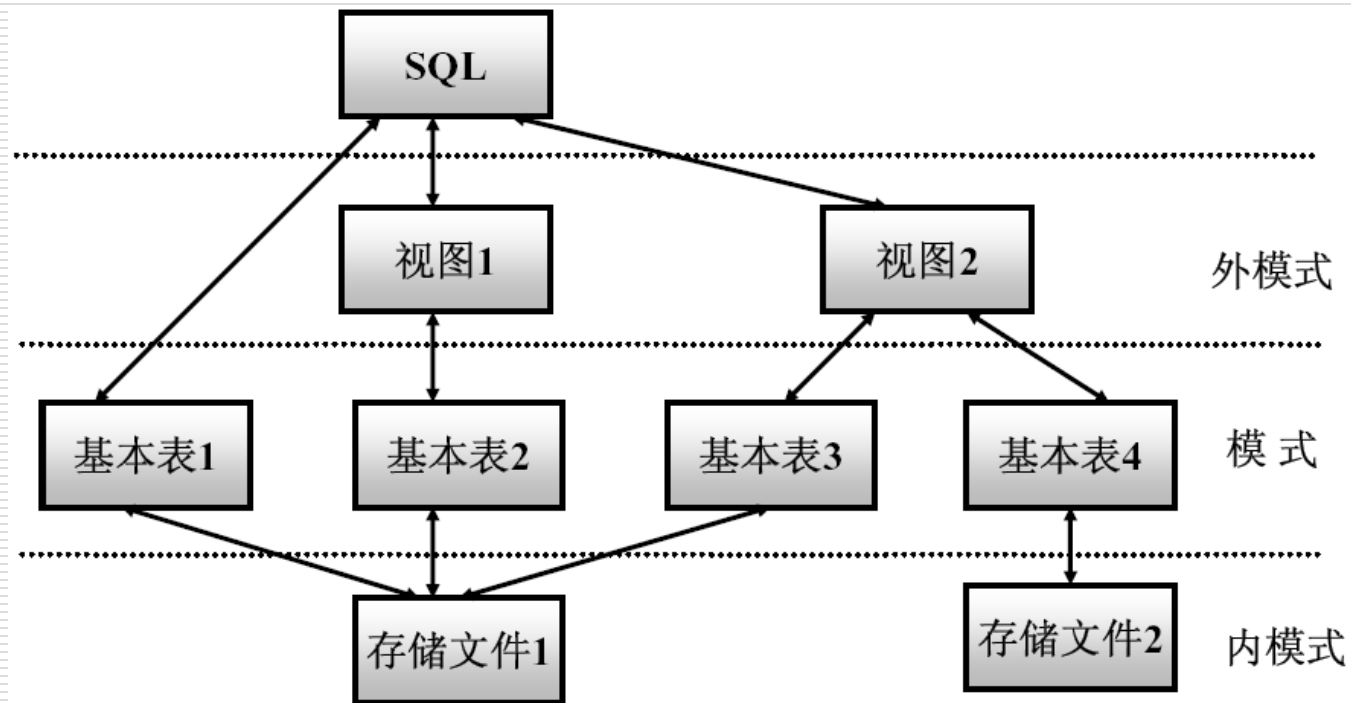 SQL
视图1
视图2
外模式
基本表1
基本表2
基本表3
基本表4
模 式
存储文件1
存储文件2
内模式